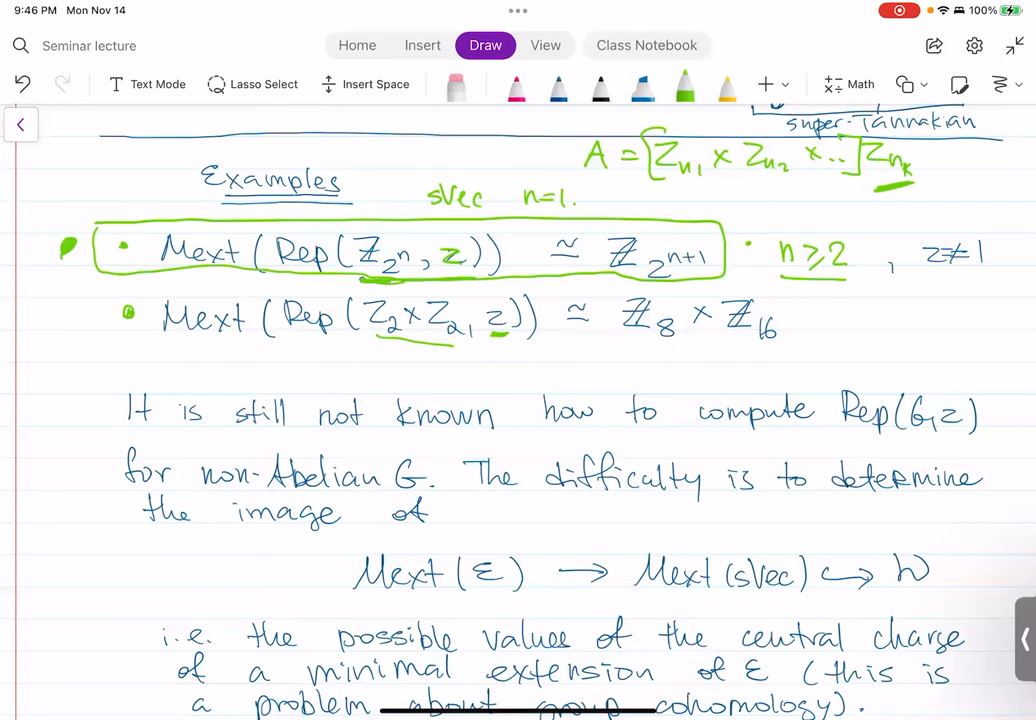 9:46 PM Mon Nov 14
100%
Seminar lecture
Home Insert Draw View Class Notebook
Text Mode Lasso Select Insert Space Math
super-Tannakian
A = [Z_{n_1} × Z_{n_2} × ..] Z_{n_k}
Examples
sVec n=1.
• Mext(Rep(Z_{2^n}, z)) ≃ Z_{2^{n+1}} • n ≥ 2 , z≠1
• Mext(Rep(Z_2×Z_2, z)) ≃ Z_8 × Z_16
It is still not known how to compute Rep(G,z)
for non-Abelian G. The difficulty is to determine
the image of
Mext(ℰ) → Mext(sVec) ↪ W
i.e. the possible values of the central charge
of a minimal extension of ℰ (this is
a problem about group cohomology).